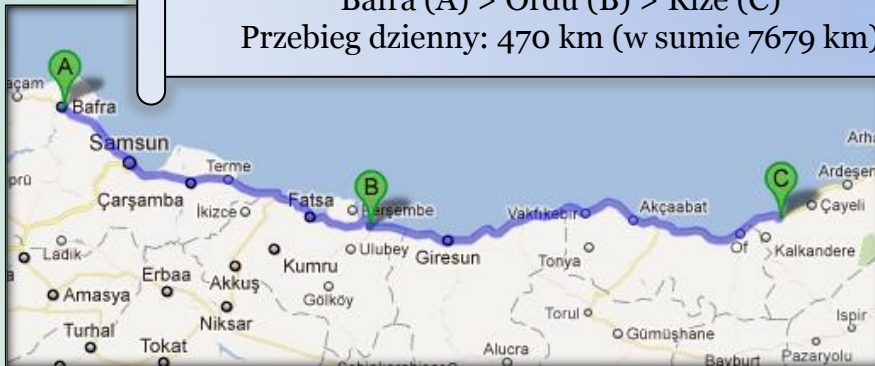 Bafra (A) > Ordu (B) > Rize (C)
Przebieg dzienny: 470 km (w sumie 7679 km)
A
Bafra
Samsun
Terme
Çarşamba
İkizce
Fatsa
B
Perşembe
Ulubey
Giresun
Vakfıkebir
Akçaabat
C
Ardeşen
Çayeli
Of
Kalkandere
Ladik
Amasya
Erbaa
Akkuş
Kumru
Gölköy
Niksar
Turhal
Tokat
Tonya
Torul
Gümüşhane
Alucra
Bayburt
Ispir
Pazaryolu